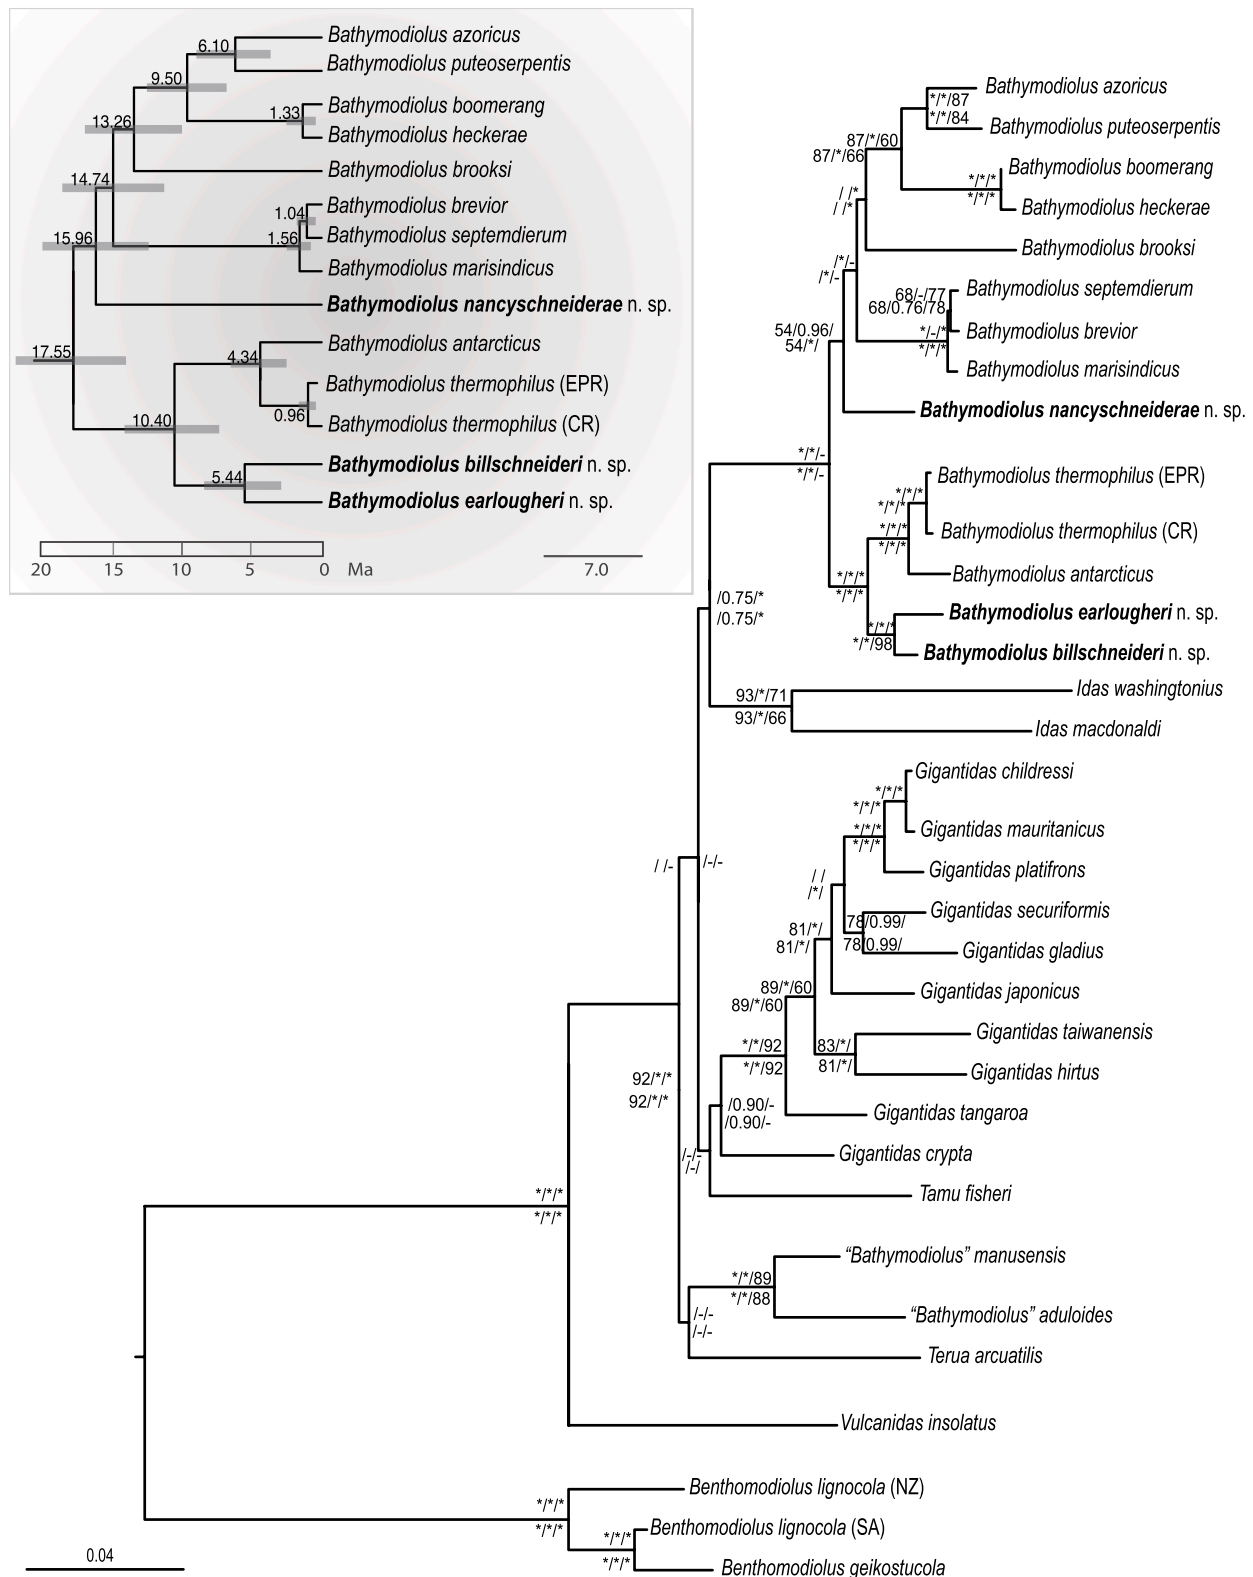 Bathymodiolus azoricus
6.10
Bathymodiolus puteoserpentis
9.50
Bathymodiolus boomerang
1.33
13.26
Bathymodiolus heckerae
Bathymodiolus brooksi
14.74
Bathymodiolus brevior
1.04
15.96
1.56
Bathymodiolus septemdierum
Bathymodiolus marisindicus
Bathymodiolus nancyschneiderae n. sp.
Bathymodiolus antarcticus
17.55
4.34
Bathymodiolus thermophilus (EPR)
0.96
10.40
Bathymodiolus thermophilus (CR)
Bathymodiolus billschneideri n. sp.
5.44
Bathymodiolus earlougheri n. sp.
20 15 10 5 0 Ma
7.0
Bathymodiolus azoricus
*/*/87
*/*/84
Bathymodiolus puteoserpentis
87/*/60
87/*/66
Bathymodiolus boomerang
*/*/*
*/*/*
/ /*
/ /*
Bathymodiolus heckerae
Bathymodiolus brooksi
/*/-
/*/-
Bathymodiolus septemdierum
68/-/77
68/0.76/78
54/0.96/
54/*/
Bathymodiolus brevior
*/-/*
*/*/*
Bathymodiolus marisindicus
Bathymodiolus nancyschneiderae n. sp.
*/*/-
*/*/-
Bathymodiolus thermophilus (EPR)
*/*/*
*/*/*
Bathymodiolus thermophilus (CR)
*/*/*
*/*/*
Bathymodiolus antarcticus
*/*/*
*/*/*
Bathymodiolus earlougheri n. sp.
*/*/*
*/*/98
Bathymodiolus billschneideri n. sp.
/0.75/*
/0.75/*
Idas washingtonius
93/*/71
93/*/66
Idas macdonaldi
Gigantidas childressi
*/*/*
*/*/*
Gigantidas mauritanicus
*/*/*
*/*/*
Gigantidas platifrons
/ /-
/-/-
/ /
/*/
Gigantidas securiformis
78/0.99/
78/0.99/
81/*/
81/*/
Gigantidas gladius
Gigantidas japonicus
89/*/60
89/*/60
Gigantidas taiwanensis
83/*/
81/*/
*/*/92
*/*/92
Gigantidas hirtus
92/*/*
92/*/*
/0.90/-
/0.90/-
Gigantidas tangaroa
Gigantidas crypta
/-/-
/-/
Tamu fisheri
*/*/*
*/*/*
“Bathymodiolus” manusensis
*/*/89
*/*/88
“Bathymodiolus” aduloides
/-/-
/-/-
Terua arcuatilis
Vulcanidas insolatus
Benthomodiolus lignocola (NZ)
*/*/*
*/*/*
Benthomodiolus lignocola (SA)
*/*/*
*/*/*
0.04
Benthomodiolus geikostucola